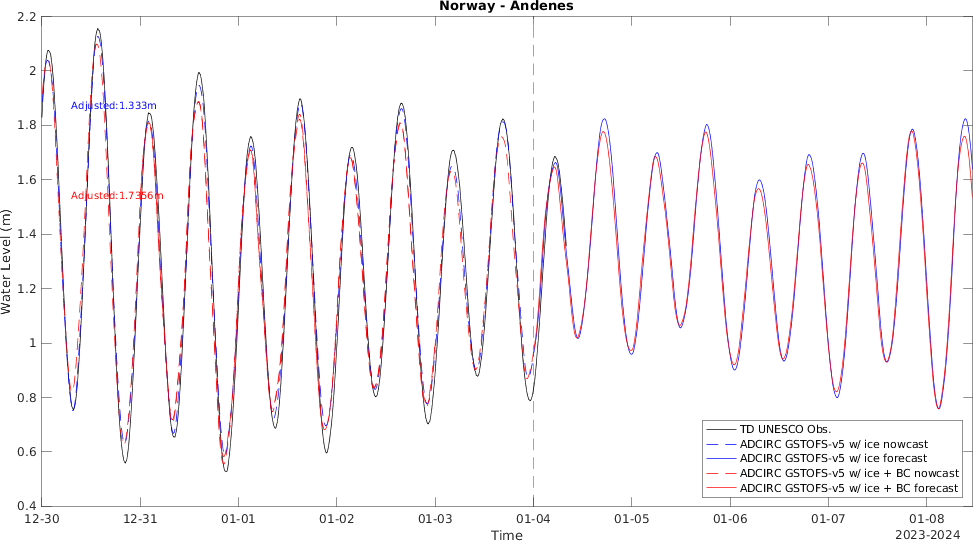 Norway - Andenes
2.2
2
1.8
1.6
1.4
1.2
1
0.8
0.6
0.4
Water Level (m)
Adjusted:1.333m
Adjusted:1.7356m
TD UNESCO Obs.
ADCIRC GSTOFS-v5 w/ ice nowcast
ADCIRC GSTOFS-v5 w/ ice forecast
ADCIRC GSTOFS-v5 w/ ice + BC nowcast
ADCIRC GSTOFS-v5 w/ ice + BC forecast
12-30 12-31 01-01 01-02 01-03 01-04 01-05 01-06 01-07 01-08
Time
2023-2024